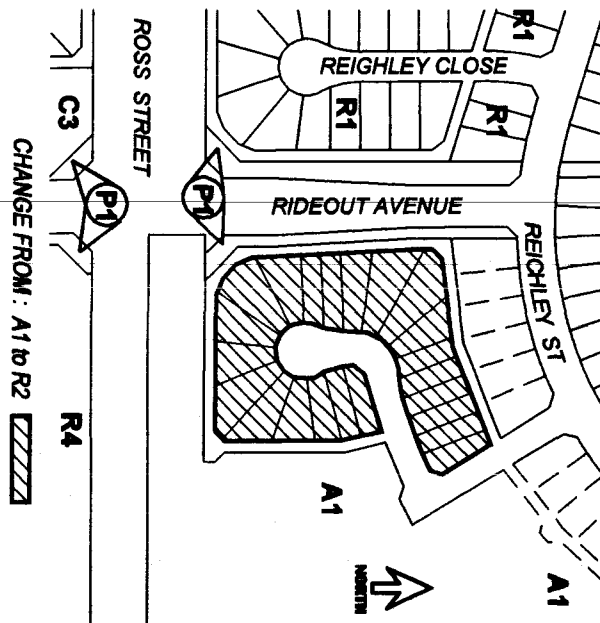 ROSS STREET
R1
REIGHLEY CLOSE
R1
R1
C3
P1
P1
RIDEOUT AVENUE
REICHLEY ST
CHANGE FROM: A1 to R2
R4
A1
A1
NORTH